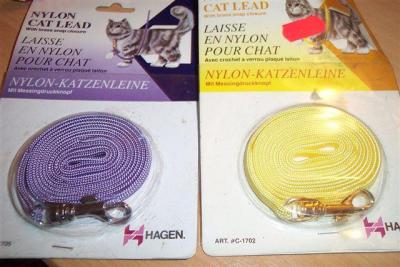 NYLON
CAT LEAD
With brass snap closure
LAISSE
EN NYLON
POUR CHAT
Avec crochet à verrou plaqué laiton
NYLON-KATZENLEINE
Mit Messingdruckknopf
HAGEN.
CAT LEAD
With brass snap closure
LAISSE
EN NYLON
POUR CHAT
Avec crochet à verrou plaqué laiton
NYLON-KATZENLEINE
Mit Messingdruckknopf
HAGEN.
ART. #C-1702